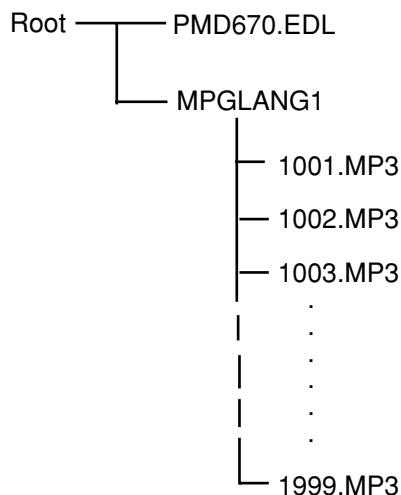 Root PMD670.EDL
MPGLANG1
1001.MP3
1002.MP3
1003.MP3
.
.
.
.
.
.
1999.MP3